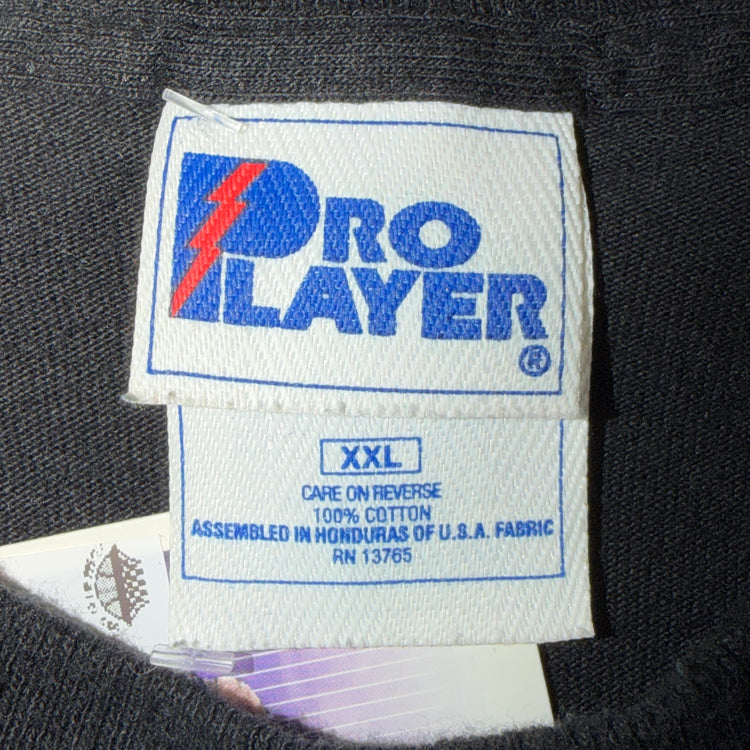 PRO
PLAYER
®
XXL
CARE ON REVERSE
100% COTTON
ASSEMBLED IN HONDURAS OF U.S.A. FABRIC
RN 13765